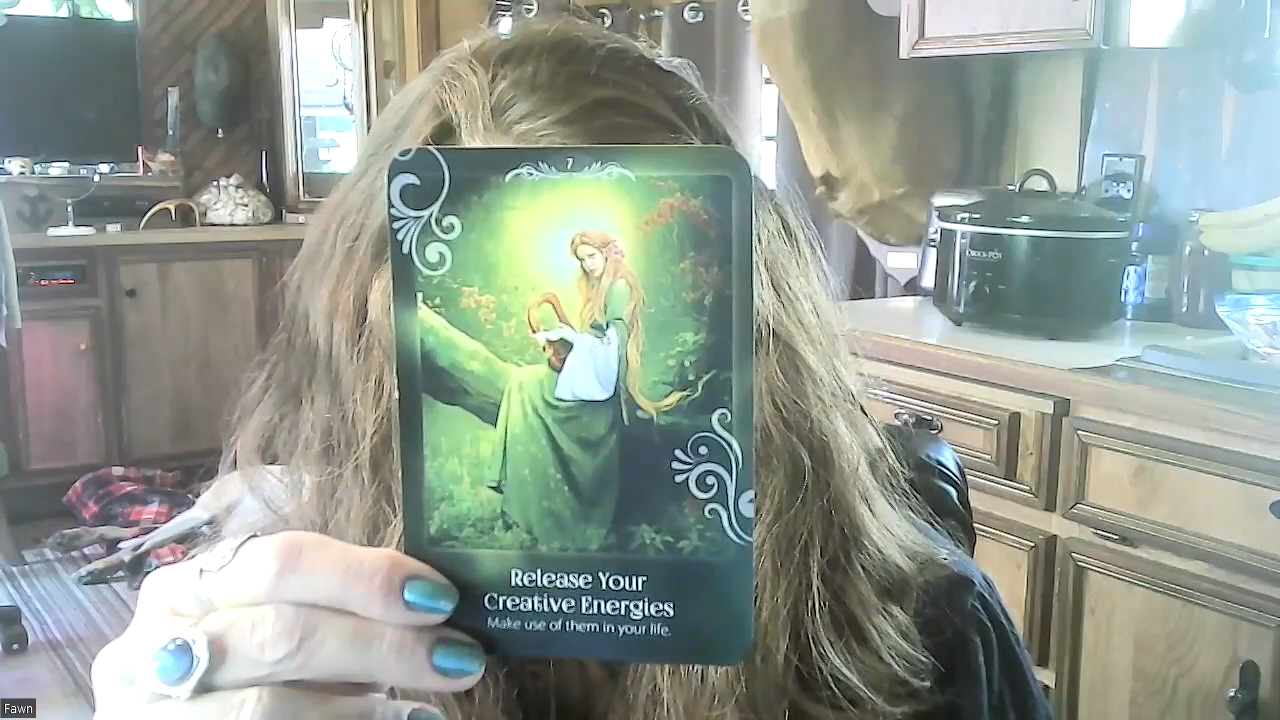 7
Release Your
Creative Energies
Make use of them in your life.
CROCK-POT
Fawn